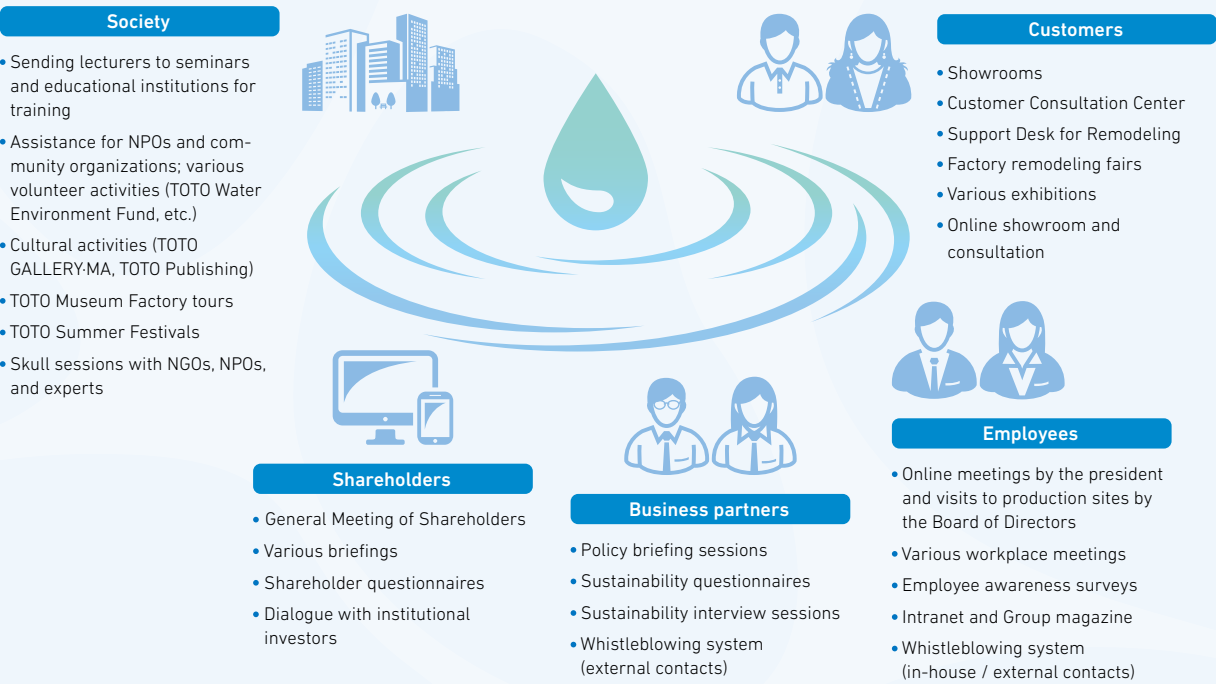 Society
• Sending lecturers to seminars
and educational institutions for
training
• Assistance for NPOs and com-
munity organizations; various
volunteer activities (TOTO Water
Environment Fund, etc.)
• Cultural activities (TOTO
GALLERY·MA, TOTO Publishing)
• TOTO Museum Factory tours
• TOTO Summer Festivals
• Skull sessions with NGOs, NPOs,
and experts
Customers
• Showrooms
• Customer Consultation Center
• Support Desk for Remodeling
• Factory remodeling fairs
• Various exhibitions
• Online showroom and
consultation
Shareholders
• General Meeting of Shareholders
• Various briefings
• Shareholder questionnaires
• Dialogue with institutional
investors
Business partners
• Policy briefing sessions
• Sustainability questionnaires
• Sustainability interview sessions
• Whistleblowing system
(external contacts)
Employees
• Online meetings by the president
and visits to production sites by
the Board of Directors
• Various workplace meetings
• Employee awareness surveys
• Intranet and Group magazine
• Whistleblowing system
(in-house / external contacts)